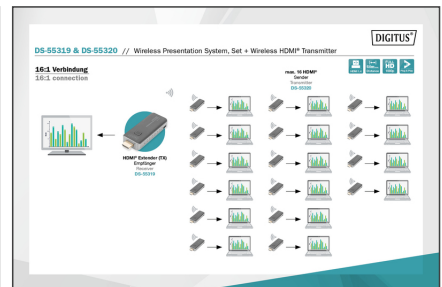 DIGITUS®
DS-55319 & DS-55320 // Wireless Presentation System, Set + Wireless HDMI® Transmitter
16:1 Verbindung
16:1 connection
max. 16 HDMI®
Sender
Transmitter
DS-55320
HD
HDMI® Extender (TX)
Empfänger
Receiver
DS-55319